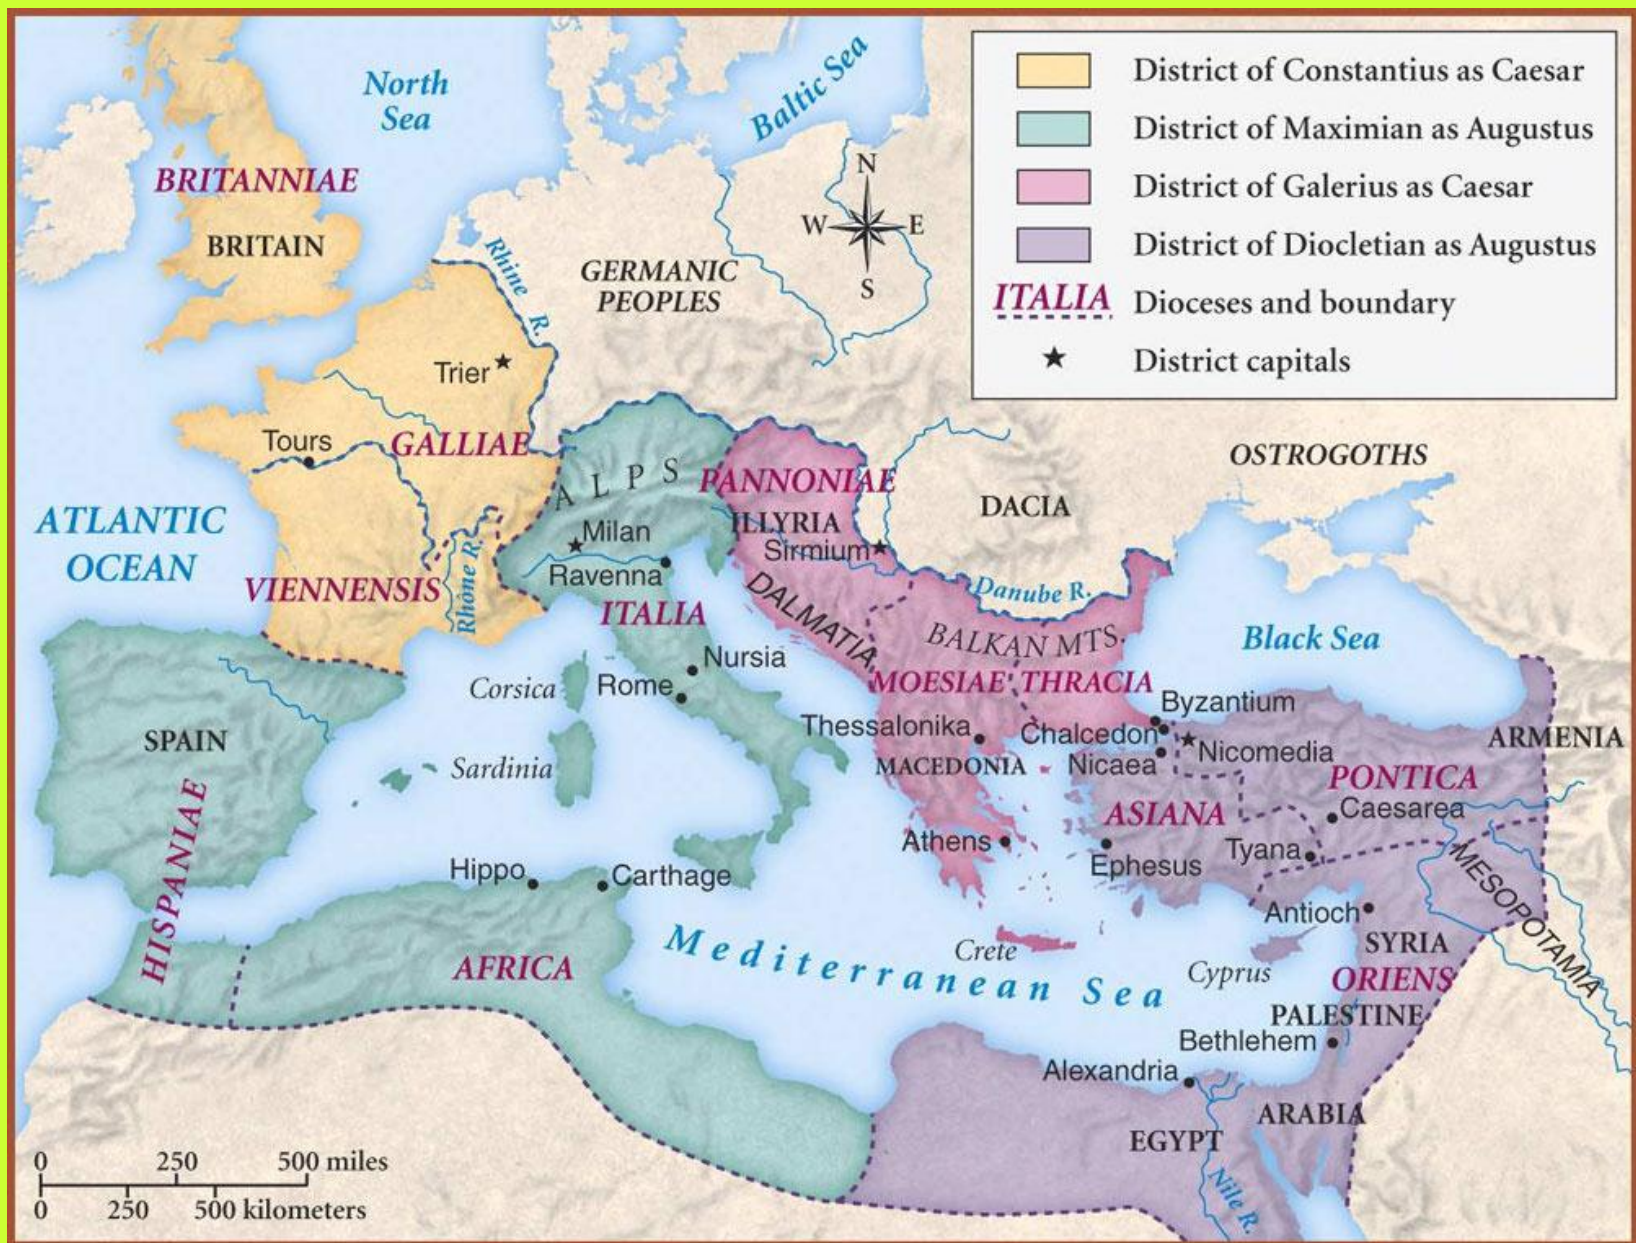 North
Sea
Baltic Sea
District of Constantius as Caesar
District of Maximian as Augustus
District of Galerius as Caesar
District of Diocletian as Augustus
ITALIA Dioceses and boundary
District capitals
N
W E
S
BRITANNIAE
BRITAIN
Rhine R.
GERMANIC
PEOPLES
Trier
Tours
GALLIAE
ALPS
PANNONIAE
OSTROGOTHS
DACIA
ATLANTIC
OCEAN
ILLYRIA
Milan
Sirmium
Ravenna
VIENNENSIS
Rhône R.
ITALIA
DALMATIA
Danube R.
BALKAN MTS.
Black Sea
Nursia
Corsica
Rome
MOESIAE
THRACIA
Byzantium
Thessalonika
Chalcedon
Nicomedia
ARMENIA
SPAIN
Sardinia
MACEDONIA
Nicaea
PONTICA
HISPANIAE
ASIANA
Caesarea
Athens
Ephesus
Tyana
MESOPOTAMIA
Hippo
Carthage
Antioch
AFRICA
Mediterranean Sea
Crete
Cyprus
SYRIA
ORIENS
PALESTINE
Bethlehem
Alexandria
ARABIA
EGYPT
Nile R.
0 250 500 miles
0 250 500 kilometers